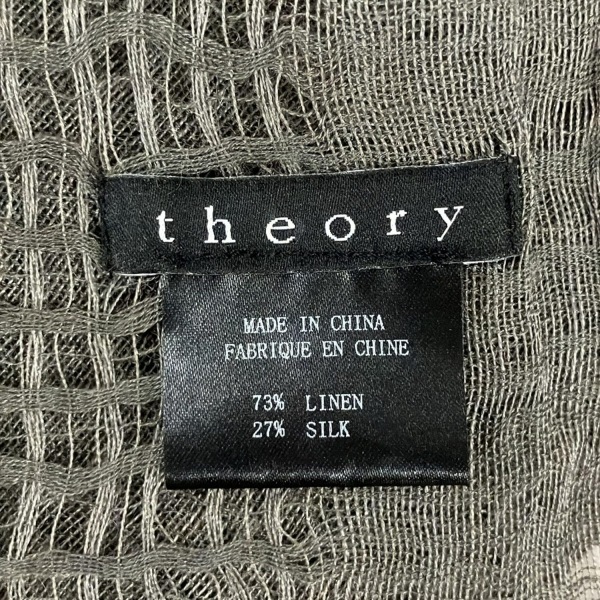 theory
MADE IN CHINA
FABRIQUE EN CHINE
73% LINEN
27% SILK